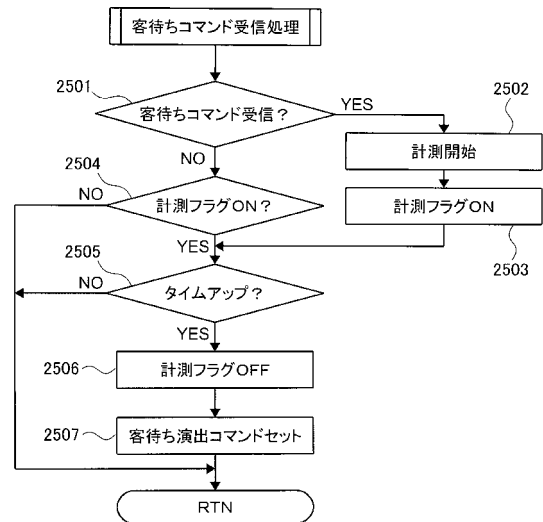 客待ちコマンド受信処理
2501
客待ちコマンド受信？
YES
2502
NO
計測開始
2504
NO
計測フラグON？
計測フラグON
YES
2503
2505
NO
タイムアップ？
YES
2506
計測フラグOFF
2507
客待ち演出コマンドセット
RTN